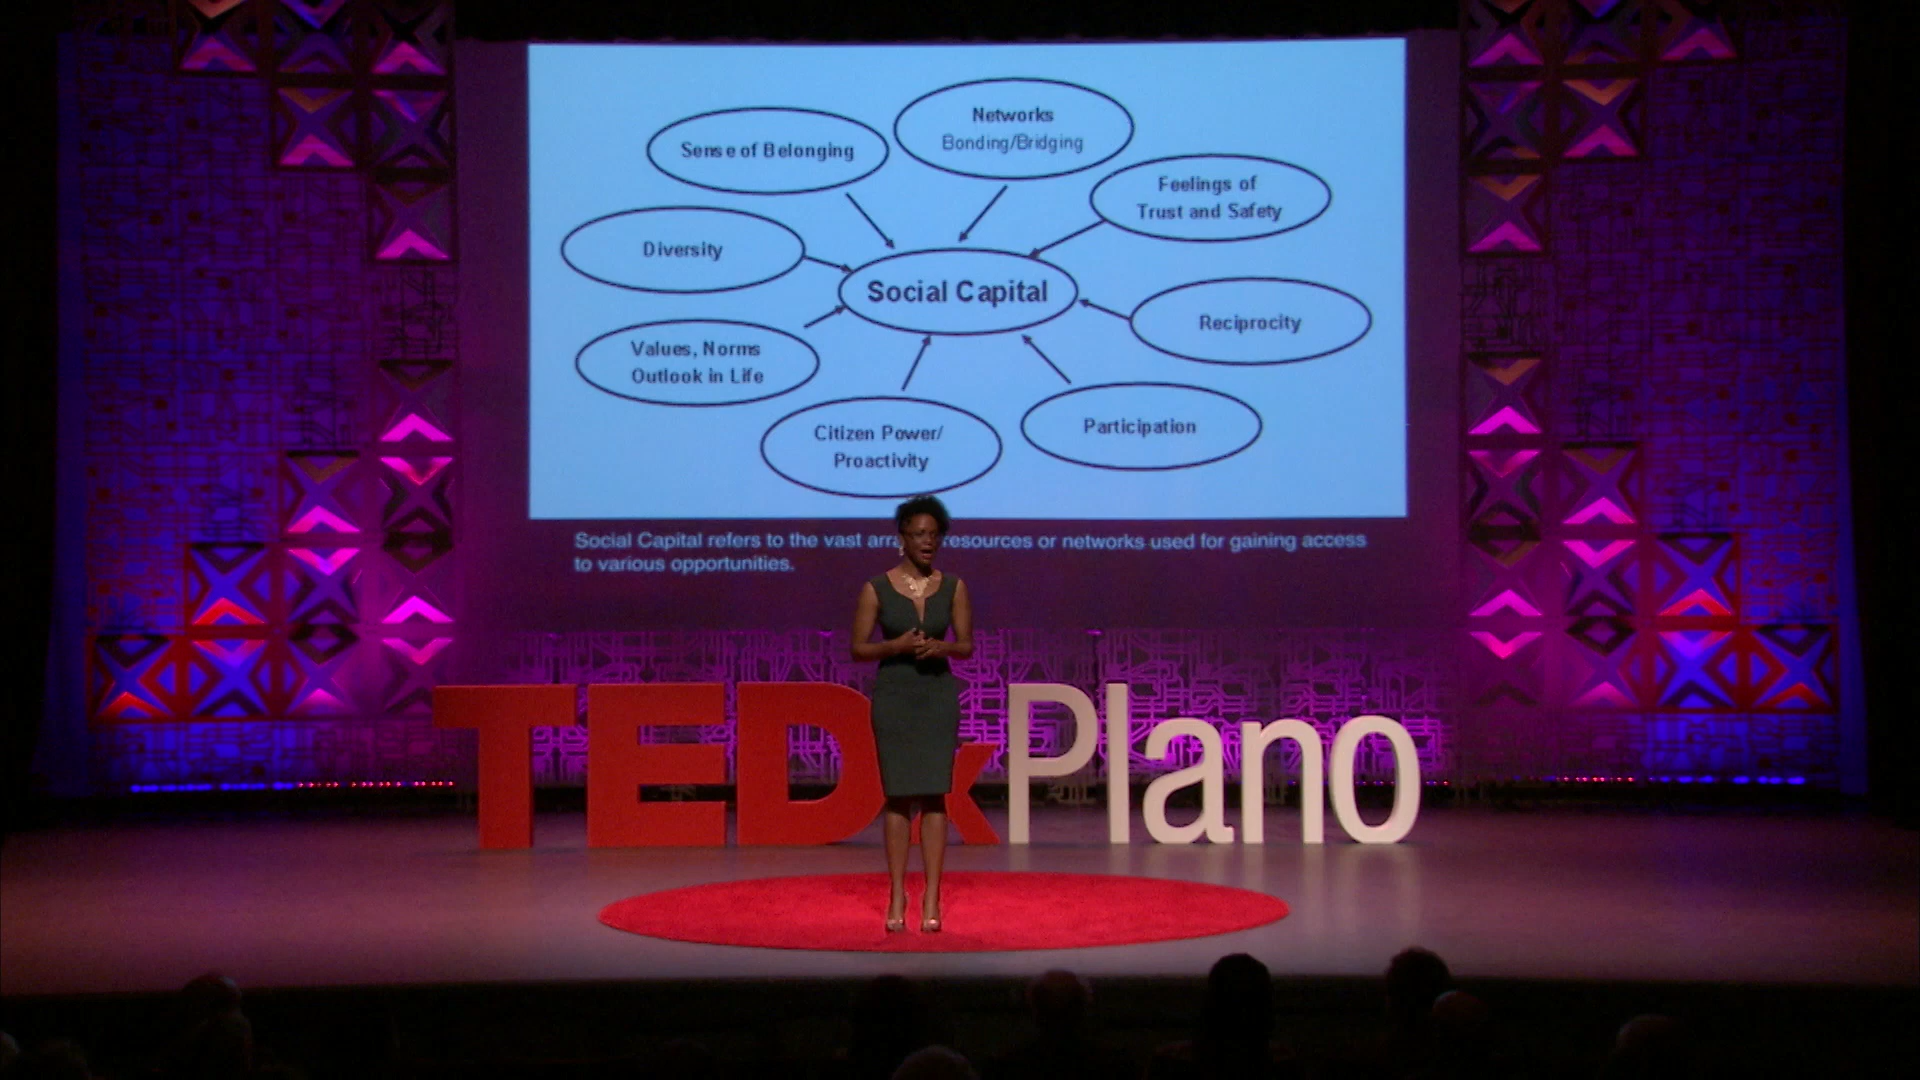 Networks
Bonding/Bridging
Sense of Belonging
Feelings of
Trust and Safety
Diversity
Social Capital
Reciprocity
Values, Norms
Outlook in Life
Participation
Citizen Power/
Proactivity
Social Capital refers to the vast resources or networks used for gaining access
to various opportunities.
TEDxPlano